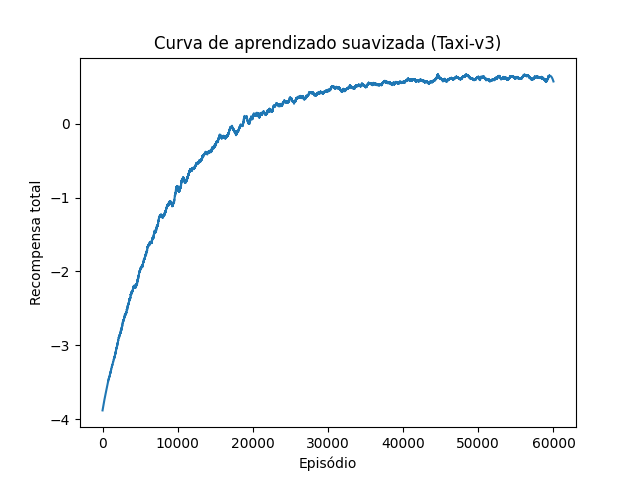 Curva de aprendizado suavizada (Taxi-v3)
Recompensa total
0
−1
−2
−3
−4
0 10000 20000 30000 40000 50000 60000
Episódio